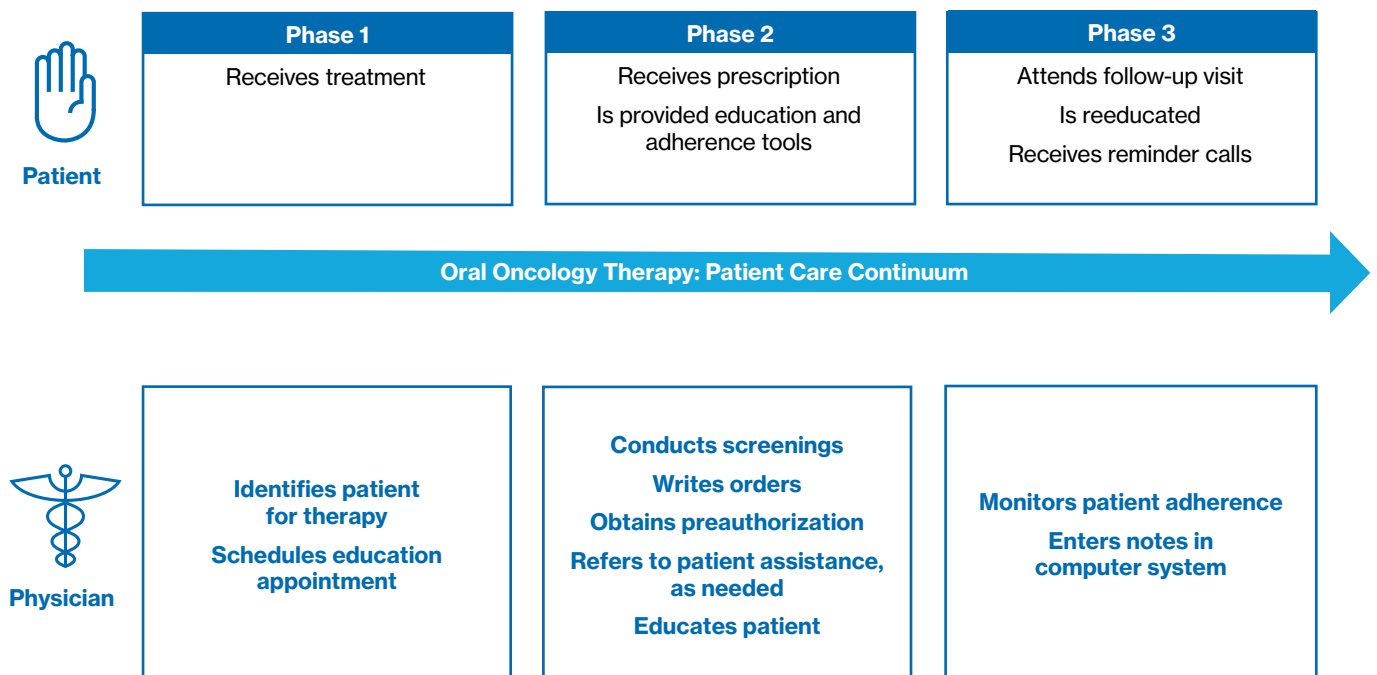 Phase 1
Receives treatment
Phase 2
Receives prescription
Is provided education and
adherence tools
Phase 3
Attends follow-up visit
Is reeducated
Receives reminder calls
Patient
Oral Oncology Therapy: Patient Care Continuum
Identifies patient
for therapy
Schedules education
appointment
Conducts screenings
Writes orders
Obtains preauthorization
Refers to patient assistance,
as needed
Educates patient
Monitors patient adherence
Enters notes in
computer system
Physician